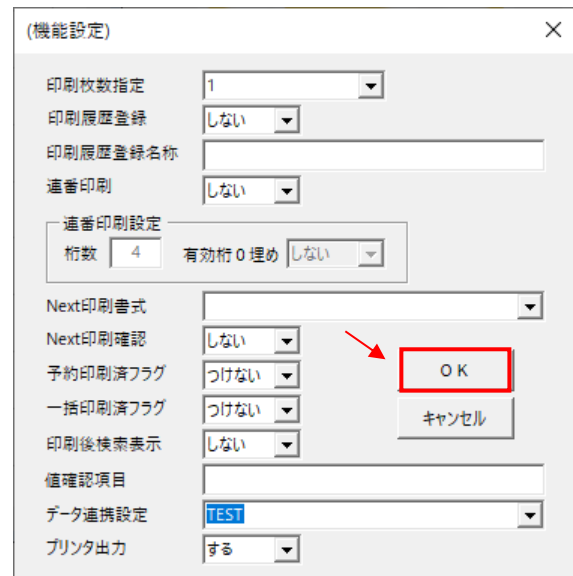 (機能設定)
印刷枚数指定 1
印刷履歴登録 しない
印刷履歴登録名称
連番印刷 しない
連番印刷設定
桁数 4 有効桁0埋め しない
Next印刷書式
Next印刷確認 しない
予約印刷済フラグ つけない
OK
一括印刷済フラグ つけない
キャンセル
印刷後検索表示 しない
値確認項目
データ連携設定 TEST
プリンタ出力 する